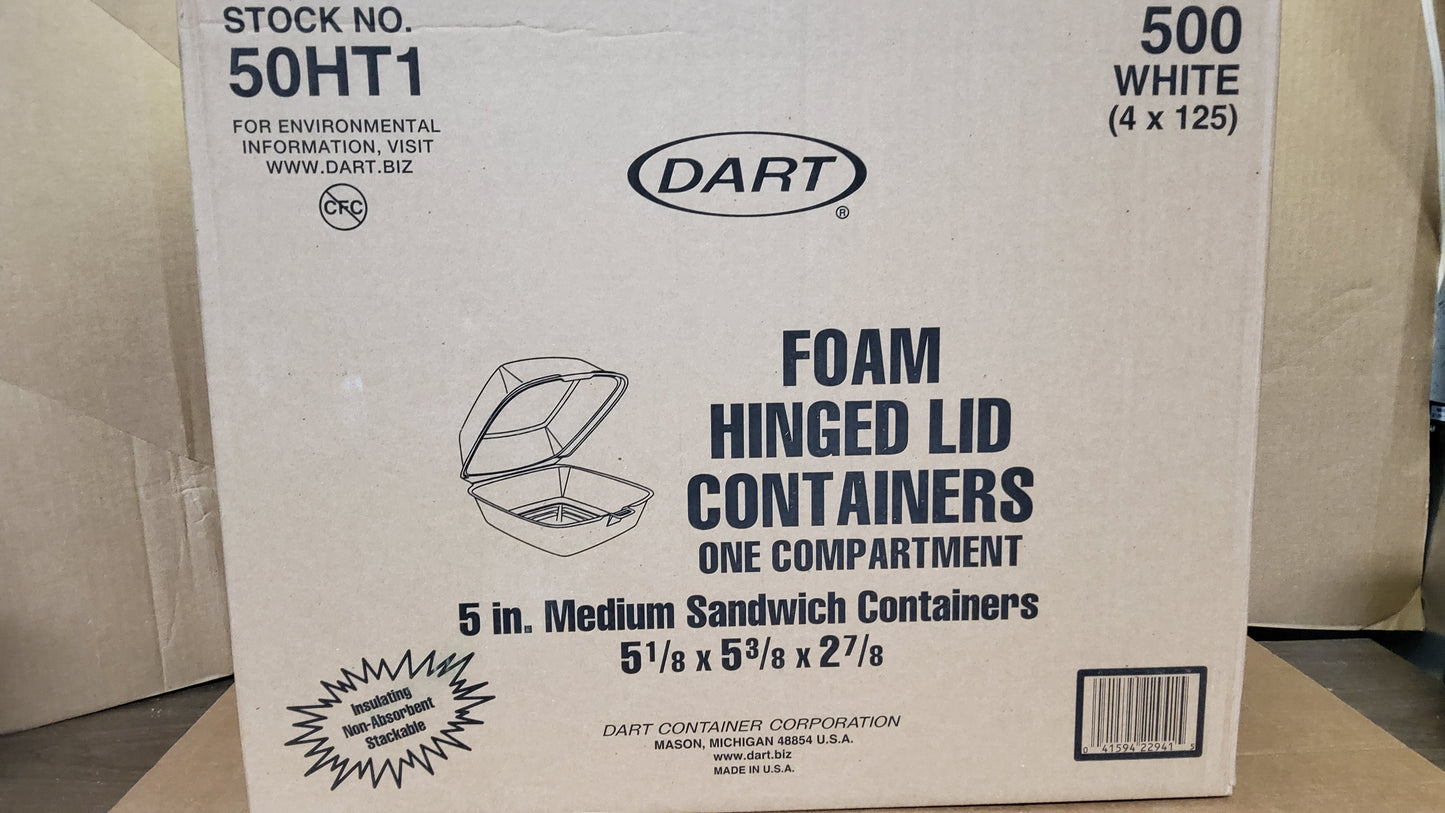 STOCK NO.
50HT1
FOR ENVIRONMENTAL
INFORMATION, VISIT
WWW.DART.BIZ
CFC
500
WHITE
(4 x 125)
DART
®
FOAM
HINGED LID
CONTAINERS
ONE COMPARTMENT
5 in. Medium Sandwich Containers
5 1/8 x 5 3/8 x 2 7/8
Insulating
Non-Absorbent
Stackable
DART CONTAINER CORPORATION
MASON, MICHIGAN 48854 U.S.A.
www.dart.biz
MADE IN U.S.A.
0 41594 22941 5